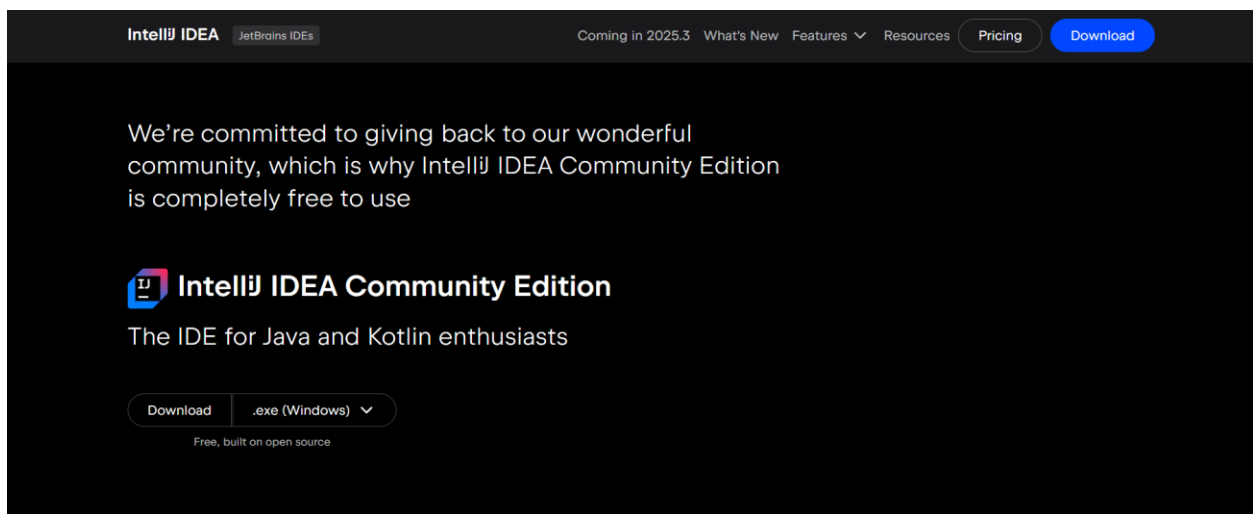 IntelliJ IDEA JetBrains IDEs Coming in 2025.3 What's New Features Resources Pricing Download
We're committed to giving back to our wonderful
community, which is why IntelliJ IDEA Community Edition
is completely free to use
IJ IntelliJ IDEA Community Edition
The IDE for Java and Kotlin enthusiasts
Download .exe (Windows)
Free, built on open source